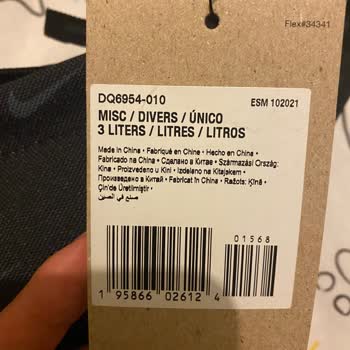 Flex#34341
DQ6954-010
ESM 102021
MISC / DIVERS / ÚNICO
3 LITERS / LITRES / LITROS
Made in China • Fabriqué en Chine • Hecho en China •
Fabricado na China • Сделано в Китае • Származási Ország:
Kína • Proizvedeno u Kini • Izdelano na Kitajskem •
Произведено в Китай • Fabricat în China • Ražots: Ķīnā •
Çin'de Üretilmiştir •
صنع في الصين
01568
1 95866 02612 4